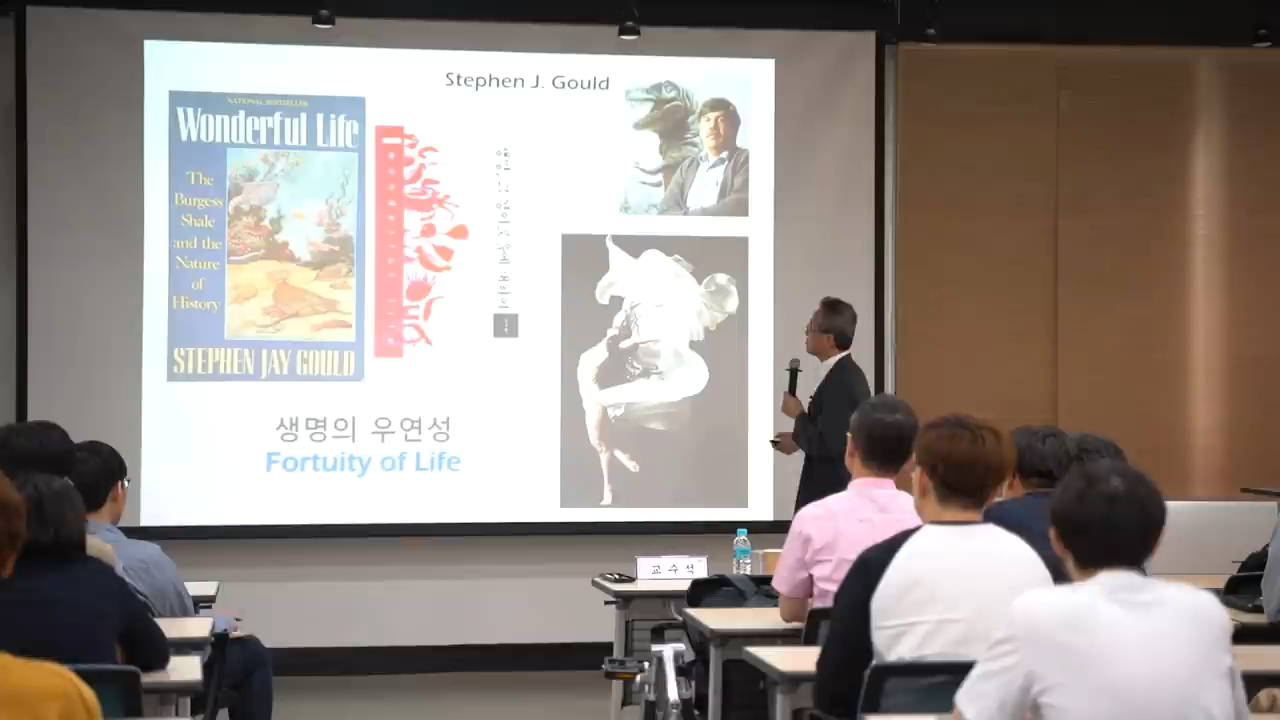 Stephen J. Gould
NATIONAL BESTSELLER
Wonderful Life
The
Burgess
Shale
and the
Nature
of
History
STEPHEN JAY GOULD
생명의 우연성
Fortuity of Life
교 수 석